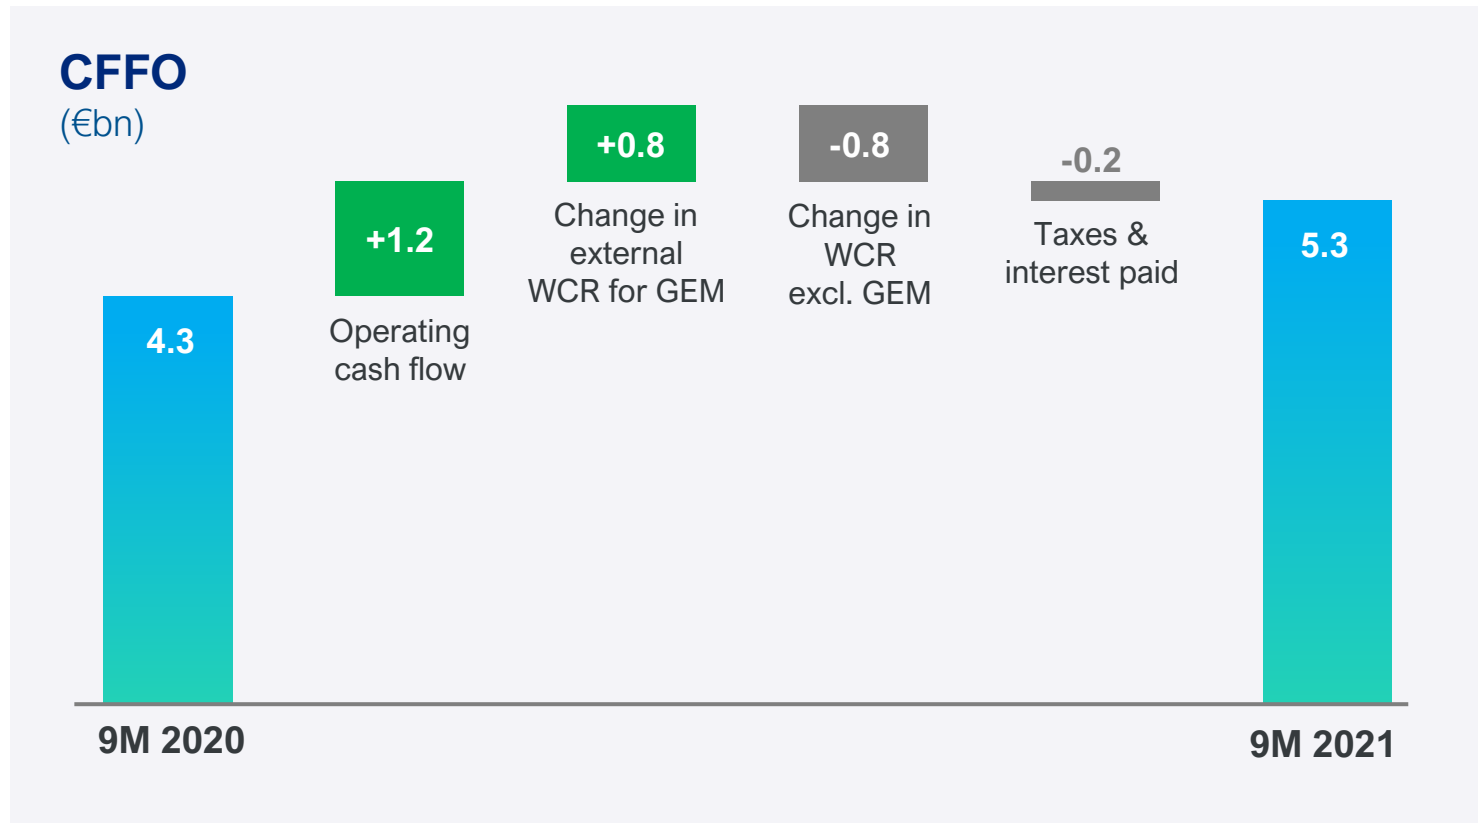 CFFO
(€bn)
4.3
9M 2020
+1.2
Operating
cash flow
+0.8
Change in
external
WCR for GEM
-0.8
Change in
WCR
excl. GEM
-0.2
Taxes &
interest paid
5.3
9M 2021